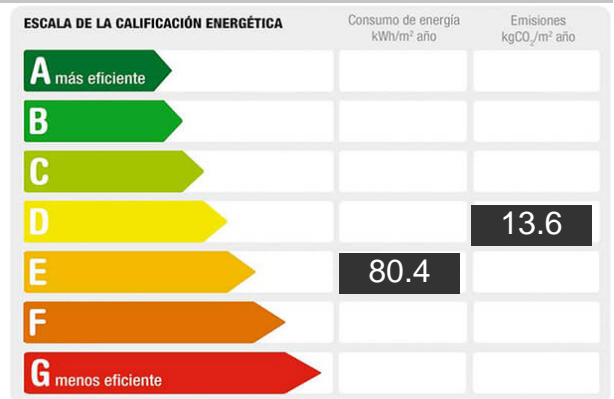 ESCALA DE LA CALIFICACIÓN ENERGÉTICA
Consumo de energía
kWh/m² año
Emisiones
kgCO₂/m² año
A más eficiente
B
C
D
13.6
E
80.4
F
G menos eficiente